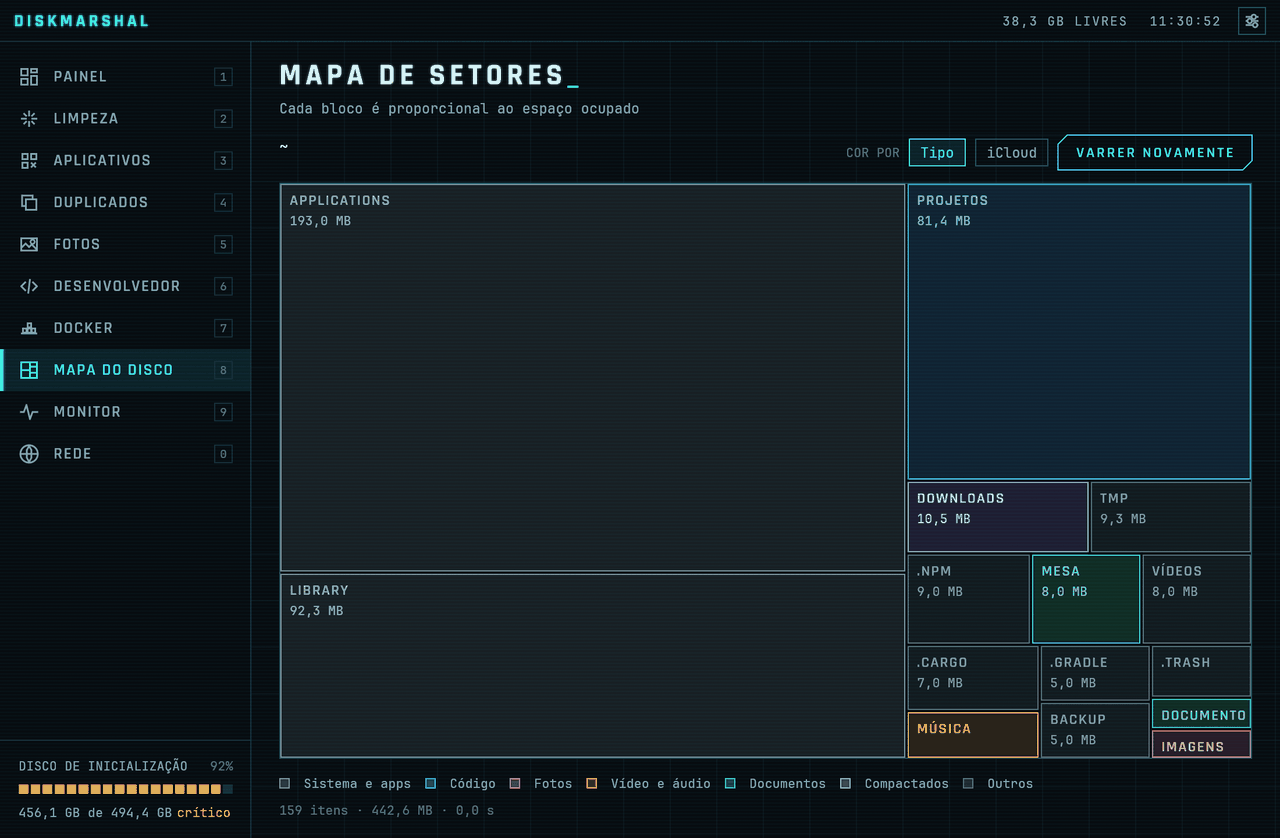 DISKMARSHAL
38,3 GB LIVRES 11:30:52
PAINEL 1
LIMPEZA 2
APLICATIVOS 3
DUPLICADOS 4
FOTOS 5
DESENVOLVEDOR 6
DOCKER 7
MAPA DO DISCO 8
MONITOR 9
REDE 0
DISCO DE INICIALIZAÇÃO 92%
456,1 GB de 494,4 GB crítico
MAPA DE SETORES_
Cada bloco é proporcional ao espaço ocupado
~
COR POR Tipo iCloud VARRER NOVAMENTE
APPLICATIONS
193,0 MB
PROJETOS
81,4 MB
LIBRARY
92,3 MB
DOWNLOADS
10,5 MB
TMP
9,3 MB
.NPM
9,0 MB
MESA
8,0 MB
VÍDEOS
8,0 MB
.CARGO
7,0 MB
.GRADLE
5,0 MB
.TRASH
MÚSICA
BACKUP
5,0 MB
DOCUMENTO
IMAGENS
Sistema e apps Código Fotos Vídeo e áudio Documentos Compactados Outros
159 itens · 442,6 MB · 0,0 s